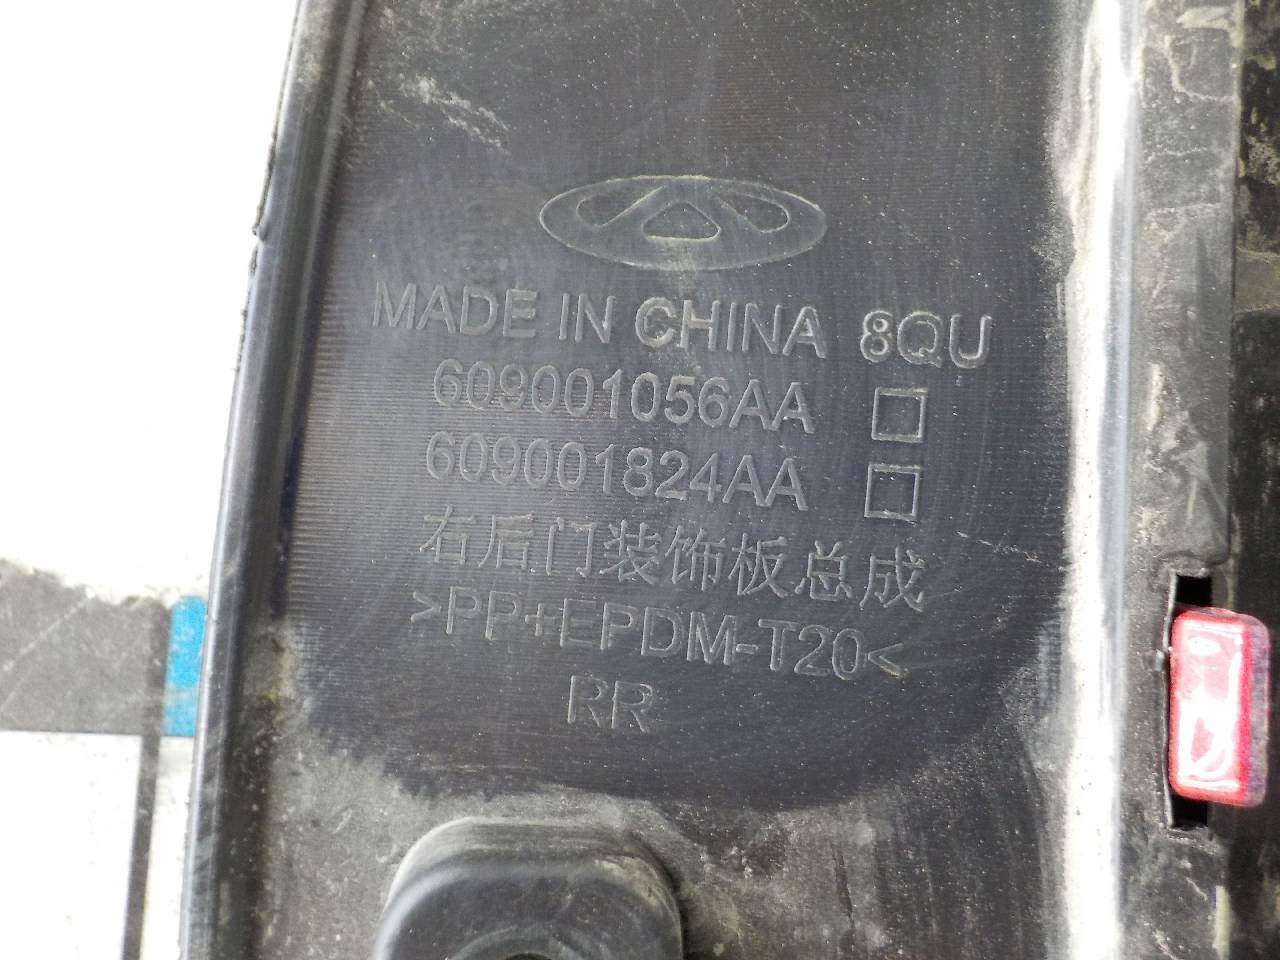 MADE IN CHINA 8QU
609001056AA □
609001824AA □
右后门装饰板总成
>PP+EPDM-T20<
RR